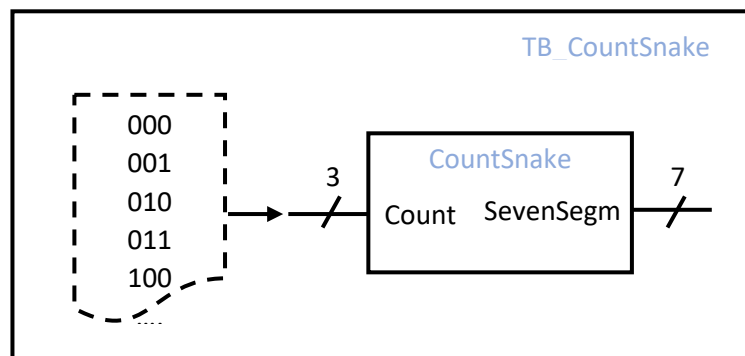 TB_CountSnake
000
001
010
011
100
....
3
CountSnake
7
Count
SevenSegm